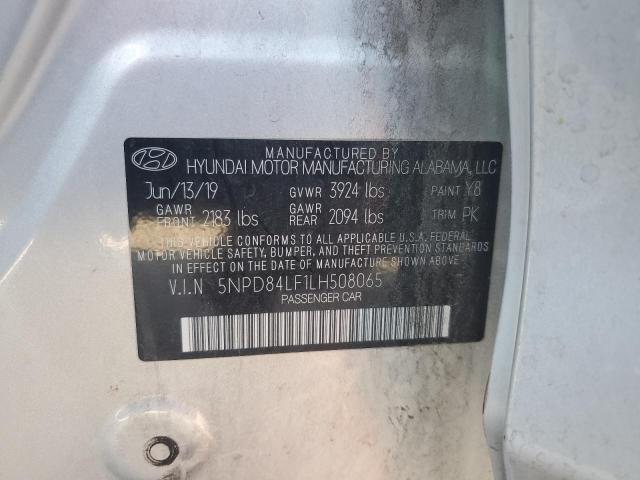 MANUFACTURED BY
HYUNDAI MOTOR MANUFACTURING ALABAMA, LLC
Jun/13/19 GVWR 3924 lbs PAINT Y8
GAWR FRONT 2183 lbs GAWR REAR 2094 lbs TRIM PK
THIS VEHICLE CONFORMS TO ALL APPLICABLE U.S.A. FEDERAL
MOTOR VEHICLE SAFETY, BUMPER, AND THEFT PREVENTION STANDARDS
IN EFFECT ON THE DATE OF MANUFACTURE SHOWN ABOVE.
V.I.N 5NPD84LF1LH508065
PASSENGER CAR